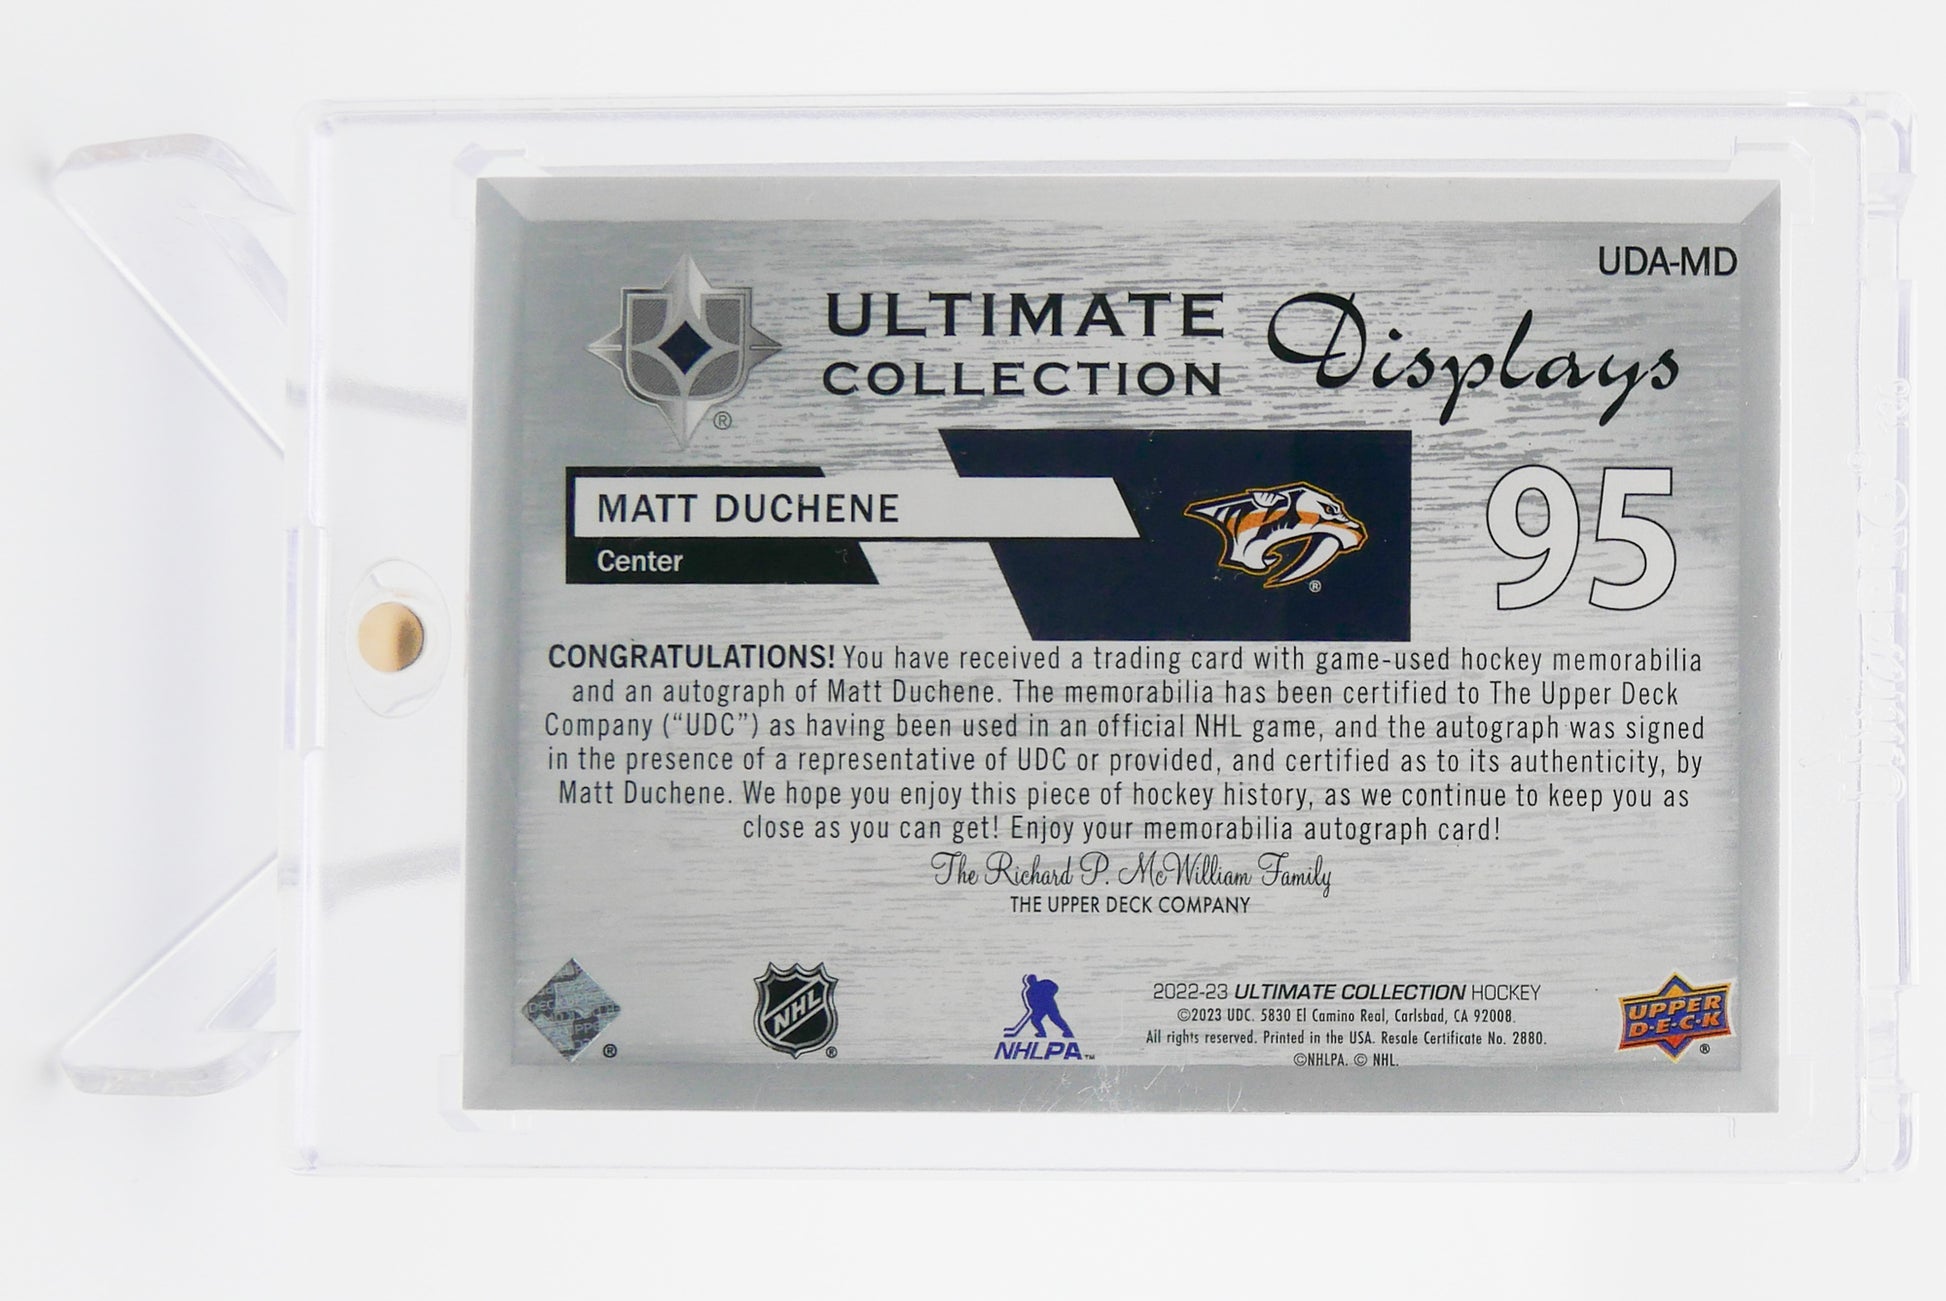 UDA-MD
ULTIMATE
COLLECTION
Displays
®
MATT DUCHENE
Center
®
95
CONGRATULATIONS! You have received a trading card with game-used hockey memorabilia
and an autograph of Matt Duchene. The memorabilia has been certified to The Upper Deck
Company (“UDC”) as having been used in an official NHL game, and the autograph was signed
in the presence of a representative of UDC or provided, and certified as to its authenticity, by
Matt Duchene. We hope you enjoy this piece of hockey history, as we continue to keep you as
close as you can get! Enjoy your memorabilia autograph card!
The Richard P. McWilliam Family
THE UPPER DECK COMPANY
®
NHL
®
NHLPA™
2022-23 ULTIMATE COLLECTION HOCKEY
©2023 UDC. 5830 El Camino Real, Carlsbad, CA 92008.
All rights reserved. Printed in the USA. Resale Certificate No. 2880.
©NHLPA. © NHL.
UPPER
D·E·C·K
®